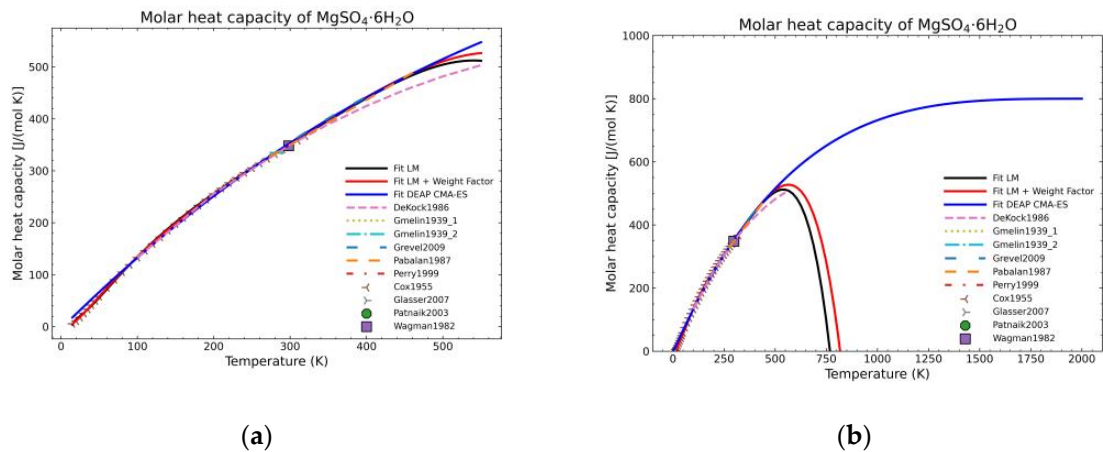 Molar heat capacity of MgSO₄·6H₂O
Molar heat capacity [J/(mol K)]
500
400
300
200
100
0
0 100 200 300 400 500
Temperature (K)
Fit LM
Fit LM + Weight Factor
Fit DEAP CMA-ES
DeKock1986
Gmelin1939_1
Gmelin1939_2
Grevel2009
Pabalan1987
Perry1999
Cox1955
Glasser2007
Patnaik2003
Wagman1982
(a)
Molar heat capacity of MgSO₄·6H₂O
Molar heat capacity [J/(mol K)]
1000
800
600
400
200
0
0 250 500 750 1000 1250 1500 1750 2000
Temperature (K)
Fit LM
Fit LM + Weight Factor
Fit DEAP CMA-ES
DeKock1986
Gmelin1939_1
Gmelin1939_2
Grevel2009
Pabalan1987
Perry1999
Cox1955
Glasser2007
Patnaik2003
Wagman1982
(b)